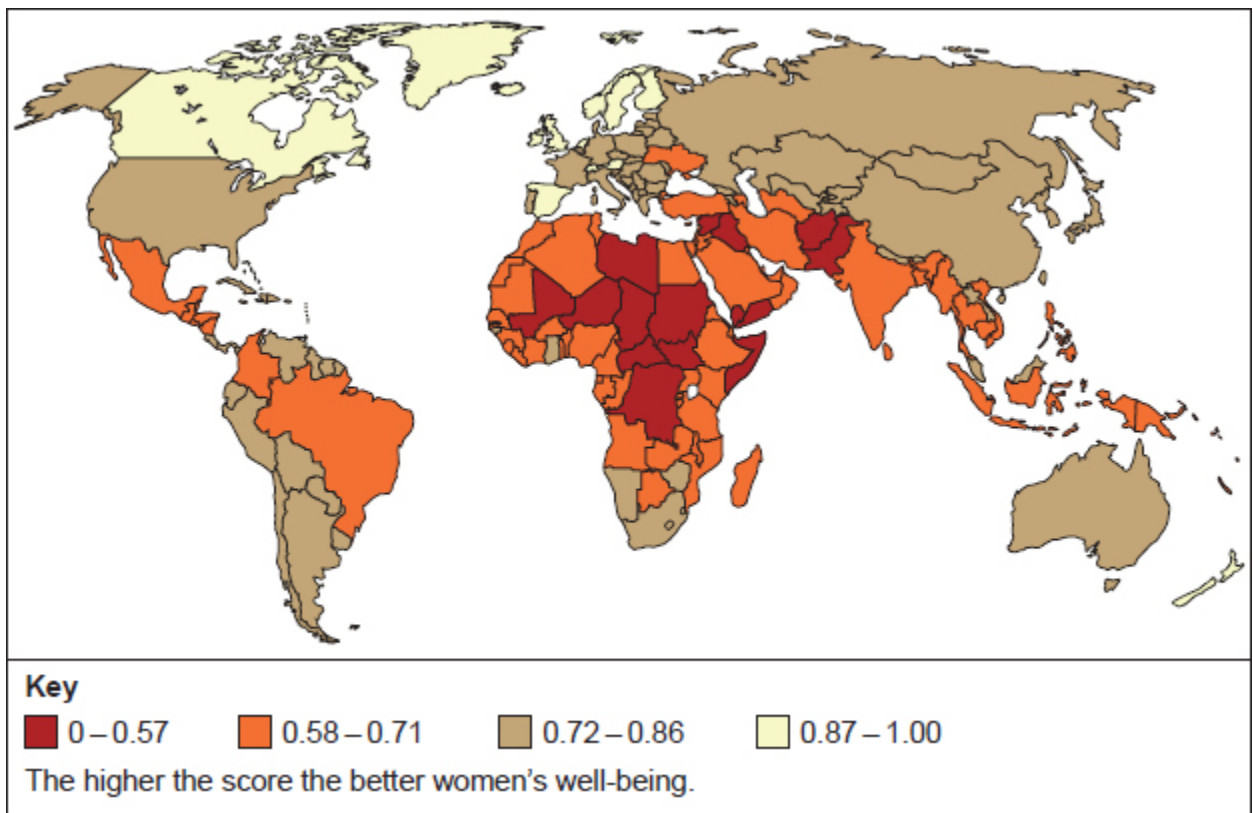 Key
0 – 0.57 0.58 – 0.71 0.72 – 0.86 0.87 – 1.00
The higher the score the better women's well-being.